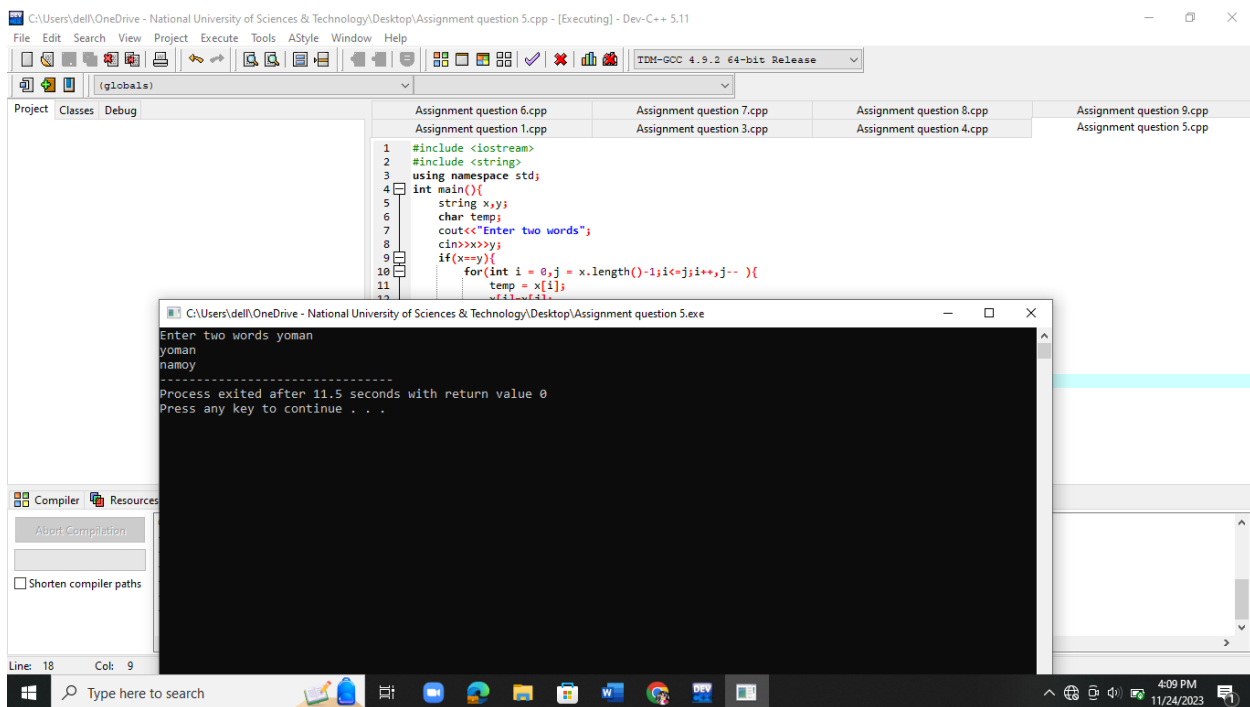 C:\Users\dell\OneDrive - National University of Sciences & Technology\Desktop\Assignment question 5.cpp - [Executing] - Dev-C++ 5.11
File Edit Search View Project Execute Tools AStyle Window Help
TDM-GCC 4.9.2 64-bit Release
(globals)
Project Classes Debug
Assignment question 6.cpp Assignment question 7.cpp Assignment question 8.cpp Assignment question 9.cpp
Assignment question 1.cpp Assignment question 3.cpp Assignment question 4.cpp Assignment question 5.cpp
1 #include <iostream>
2 #include <string>
3 using namespace std;
4 int main(){
5 string x,y;
6 char temp;
7 cout<<"Enter two words";
8 cin>>x>>y;
9 if(x==y){
10 for(int i = 0,j = x.length()-1;i<=j;i++,j-- ){
11 temp = x[i];
12 x[i]=x[j];
C:\Users\dell\OneDrive - National University of Sciences & Technology\Desktop\Assignment question 5.exe
Enter two words yoman
yoman
namoy
--------------------------------
Process exited after 11.5 seconds with return value 0
Press any key to continue . . .
Compiler Resources
Abort Compilation
Shorten compiler paths
Line: 18 Col: 9
Type here to search
DEV
4:09 PM
11/24/2023
1